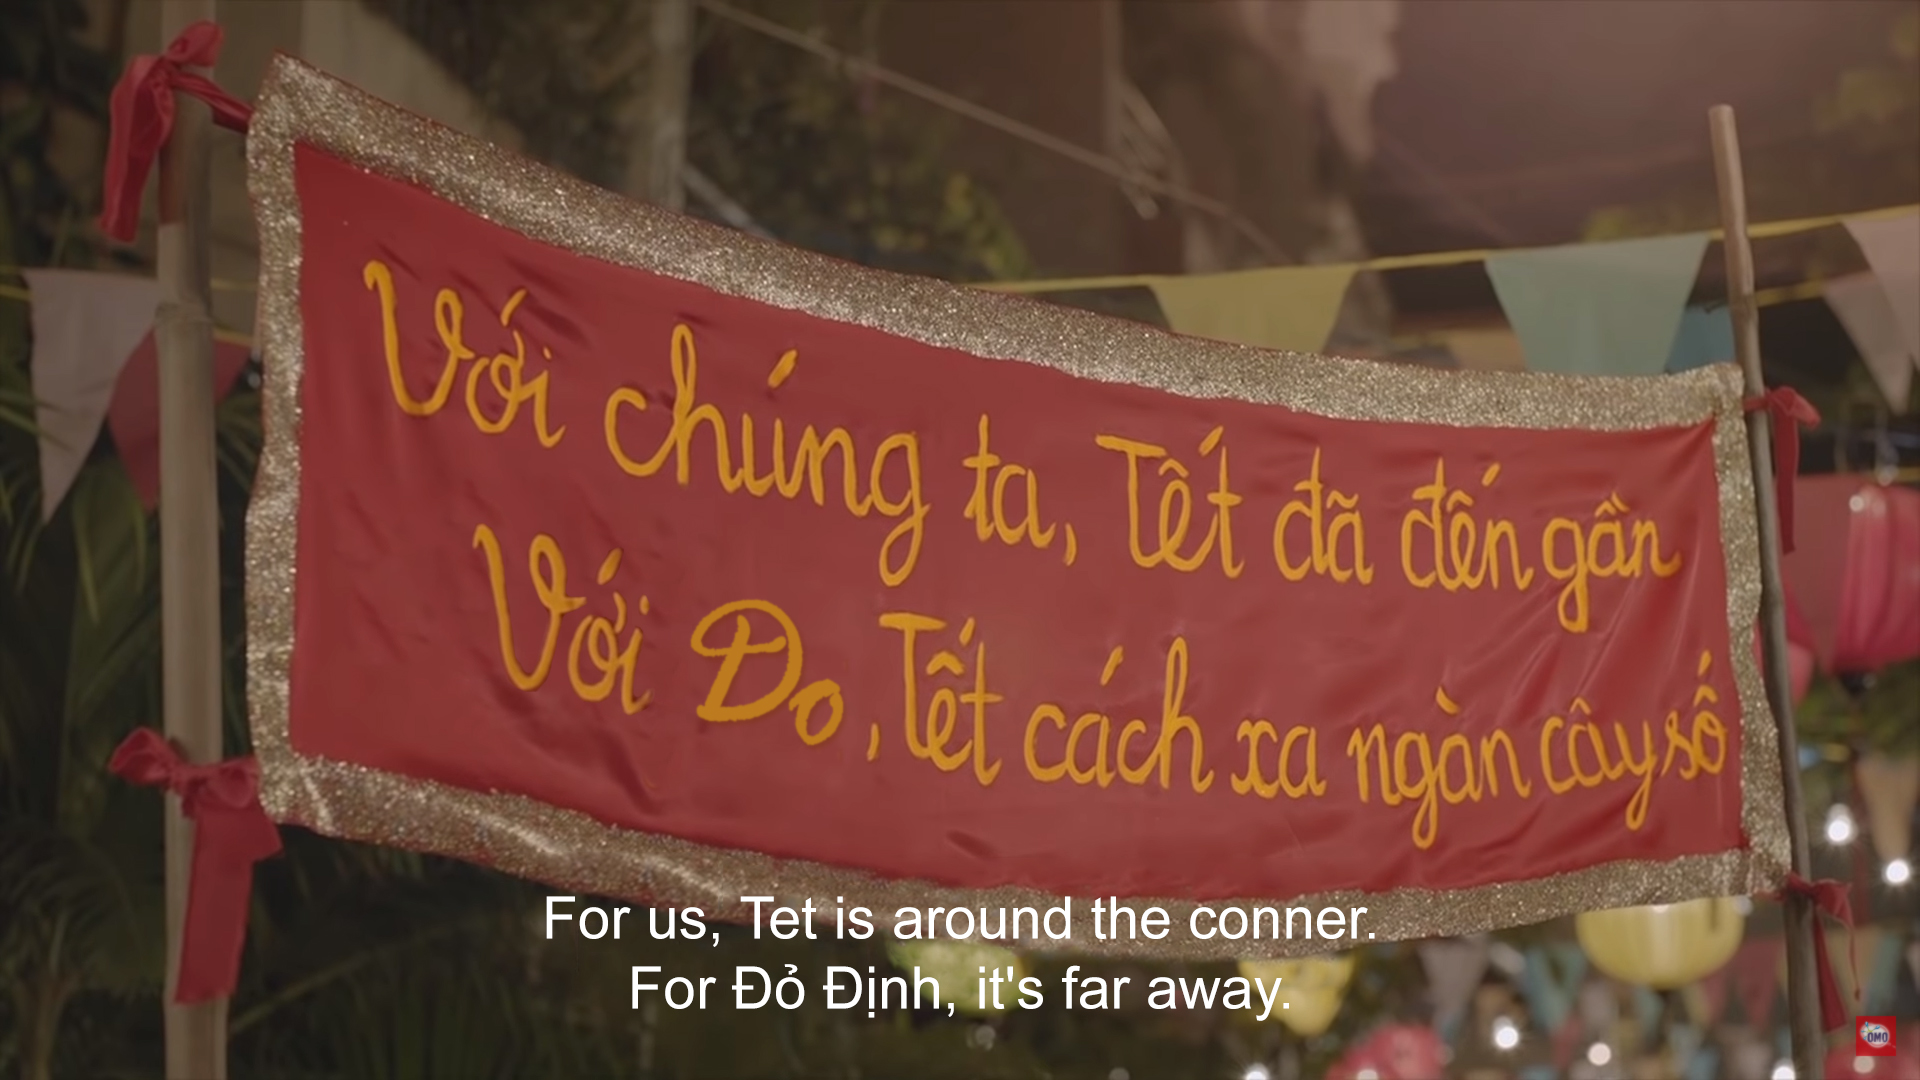 Với chúng ta, Tết đã đến gần
Với Đo, Tết cách xa ngàn cây số
For us, Tet is around the conner.
For Đỏ Định, it's far away.
OMO